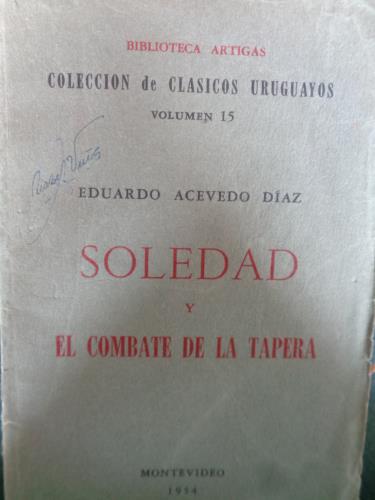 BIBLIOTECA ARTIGAS
COLECCION de CLASICOS URUGUAYOS
VOLUMEN 15
EDUARDO ACEVEDO DÍAZ
SOLEDAD
Y
EL COMBATE DE LA TAPERA
MONTEVIDEO
1954